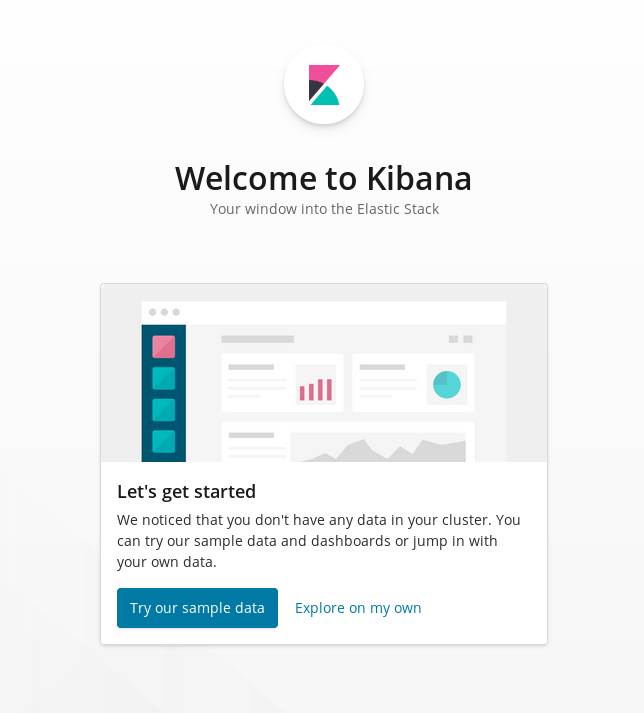 Welcome to Kibana
Your window into the Elastic Stack
Let's get started
We noticed that you don't have any data in your cluster. You
can try our sample data and dashboards or jump in with
your own data.
Try our sample data
Explore on my own